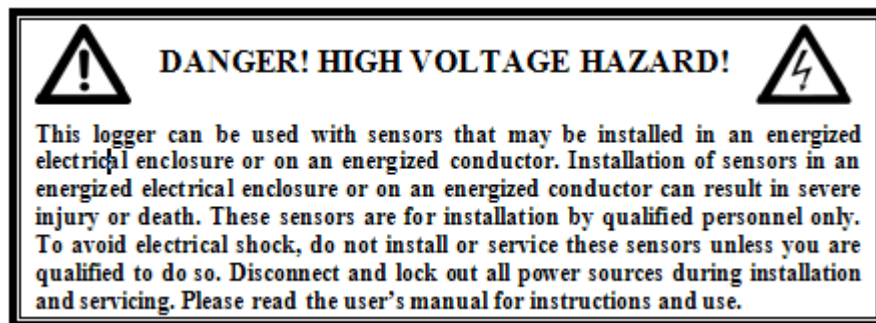 DANGER! HIGH VOLTAGE HAZARD!
This logger can be used with sensors that may be installed in an energized
electrical enclosure or on an energized conductor. Installation of sensors in an
energized electrical enclosure or on an energized conductor can result in severe
injury or death. These sensors are for installation by qualified personnel only.
To avoid electrical shock, do not install or service these sensors unless you are
qualified to do so. Disconnect and lock out all power sources during installation
and servicing. Please read the user’s manual for instructions and use.